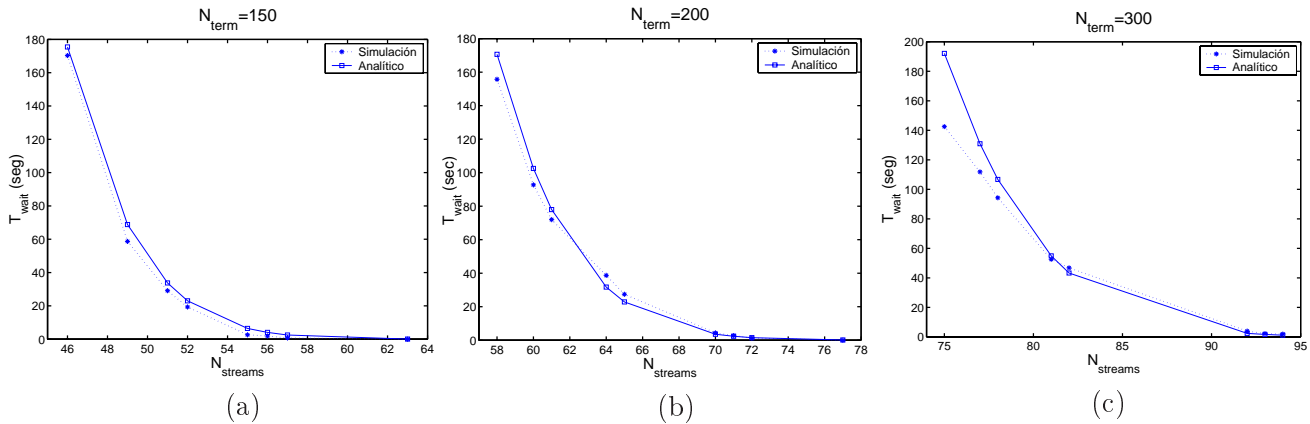 N_term=150
180
160
140
120
100
80
60
40
20
0
T_wait (seg)
46 48 50 52 54 56 58 60 62 64
N_streams
Simulación
Analítico
(a)
N_term=200
180
160
140
120
100
80
60
40
20
0
T_wait (sec)
58 60 62 64 66 68 70 72 74 76 78
N_streams
Simulación
Analítico
(b)
N_term=300
200
180
160
140
120
100
80
60
40
20
0
T_wait (seg)
75 80 85 90 95
N_streams
Simulación
Analítico
(c)